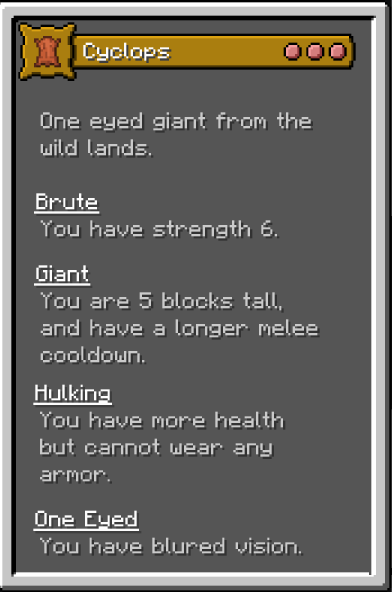 Cyclops
One eyed giant from the
wild lands.
Brute
You have strength 6.
Giant
You are 5 blocks tall,
and have a longer melee
cooldown.
Hulking
You have more health
but cannot wear any
armor.
One Eyed
You have blured vision.